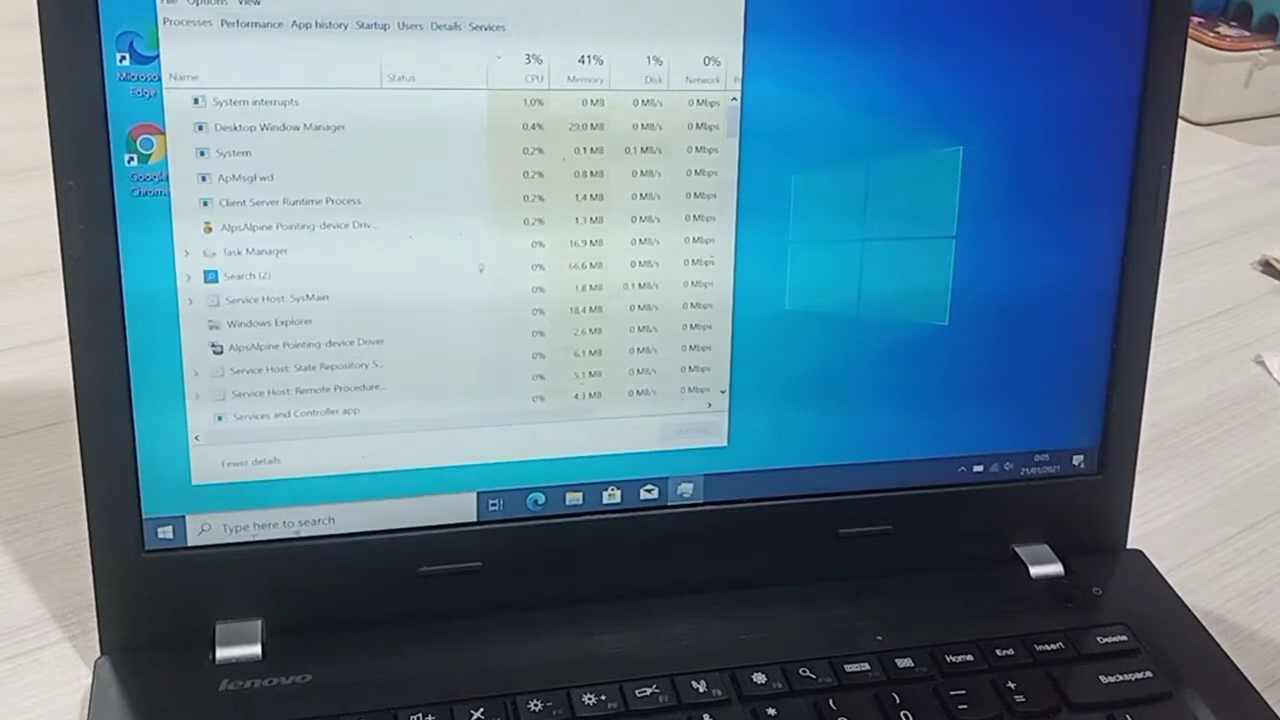 File Options View
Processes Performance App history Startup Users Details Services
3% 41% 1% 0%
Name Status CPU Memory Disk Network
System interrupts 1,0% 0 MB 0 MB/s 0 Mbps
Desktop Window Manager 0,4% 29,0 MB 0 MB/s 0 Mbps
System 0,2% 0,1 MB 0,1 MB/s 0 Mbps
ApMsgFwd 0,2% 0,8 MB 0 MB/s 0 Mbps
Client Server Runtime Process 0,2% 1,4 MB 0 MB/s 0 Mbps
AlpsAlpine Pointing-device Driv... 0,2% 1,3 MB 0 MB/s 0 Mbps
Task Manager 0% 16,9 MB 0 MB/s 0 Mbps
Search (2) 0% 66,6 MB 0 MB/s 0 Mbps
Service Host: SysMain 0% 1,8 MB 0,1 MB/s 0 Mbps
Windows Explorer 0% 18,4 MB 0 MB/s 0 Mbps
AlpsAlpine Pointing-device Driver 0% 2,6 MB 0 MB/s 0 Mbps
Service Host: State Repository S... 0% 6,1 MB 0 MB/s 0 Mbps
Service Host: Remote Procedure... 0% 5,1 MB 0 MB/s 0 Mbps
Services and Controller app 0% 4,3 MB 0 MB/s 0 Mbps
Fewer details
Edge
Google
Chrome
Type here to search
0:05
21/01/2021
lenovo
Home End Insert Delete
Backspace